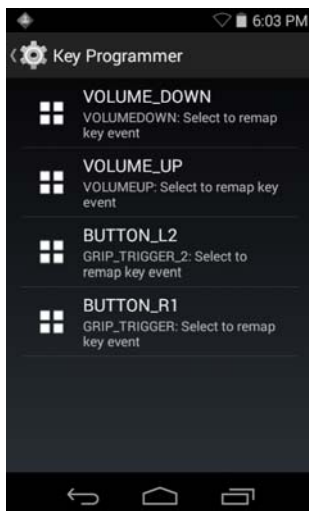 6:03 PM
Key Programmer
VOLUME_DOWN
VOLUMEDOWN: Select to remap
key event
VOLUME_UP
VOLUMEUP: Select to remap key
event
BUTTON_L2
GRIP_TRIGGER_2: Select to
remap key event
BUTTON_R1
GRIP_TRIGGER: Select to remap
key event